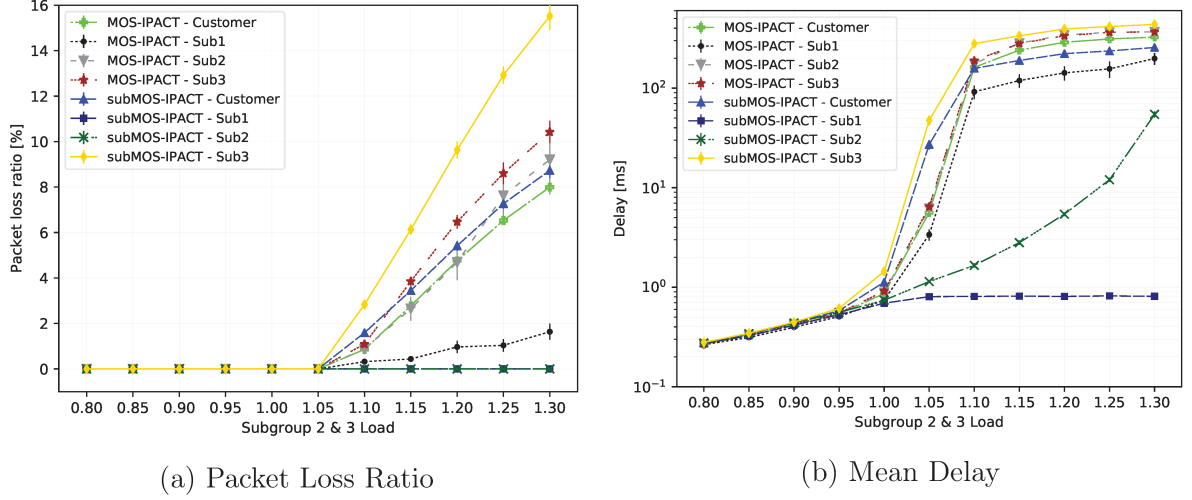 16
14
12
10
8
6
4
2
0
Packet loss ratio [%]
MOS-IPACT - Customer
MOS-IPACT - Sub1
MOS-IPACT - Sub2
MOS-IPACT - Sub3
subMOS-IPACT - Customer
subMOS-IPACT - Sub1
subMOS-IPACT - Sub2
subMOS-IPACT - Sub3
0.80 0.85 0.90 0.95 1.00 1.05 1.10 1.15 1.20 1.25 1.30
Subgroup 2 & 3 Load
(a) Packet Loss Ratio
10²
10¹
10⁰
10⁻¹
Delay [ms]
MOS-IPACT - Customer
MOS-IPACT - Sub1
MOS-IPACT - Sub2
MOS-IPACT - Sub3
subMOS-IPACT - Customer
subMOS-IPACT - Sub1
subMOS-IPACT - Sub2
subMOS-IPACT - Sub3
0.80 0.85 0.90 0.95 1.00 1.05 1.10 1.15 1.20 1.25 1.30
Subgroup 2 & 3 Load
(b) Mean Delay